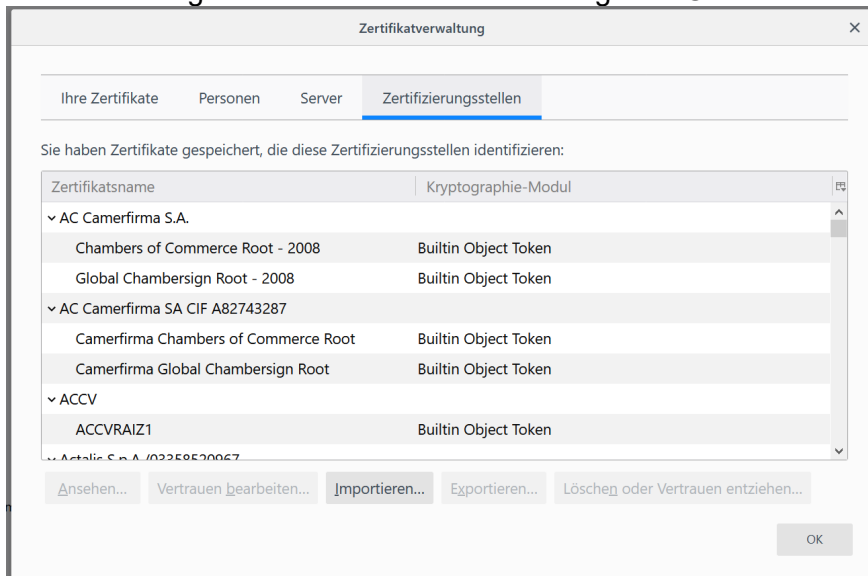 Zertifikatverwaltung
Ihre Zertifikate Personen Server Zertifizierungsstellen
Sie haben Zertifikate gespeichert, die diese Zertifizierungsstellen identifizieren:
Zertifikatsname Kryptographie-Modul
AC Camerfirma S.A.
Chambers of Commerce Root - 2008 Builtin Object Token
Global Chambersign Root - 2008 Builtin Object Token
AC Camerfirma SA CIF A82743287
Camerfirma Chambers of Commerce Root Builtin Object Token
Camerfirma Global Chambersign Root Builtin Object Token
ACCV
ACCVRAIZ1 Builtin Object Token
Actalis S.p.A./03358520967
Ansehen... Vertrauen bearbeiten... Importieren... Exportieren... Löschen oder Vertrauen entziehen...
OK